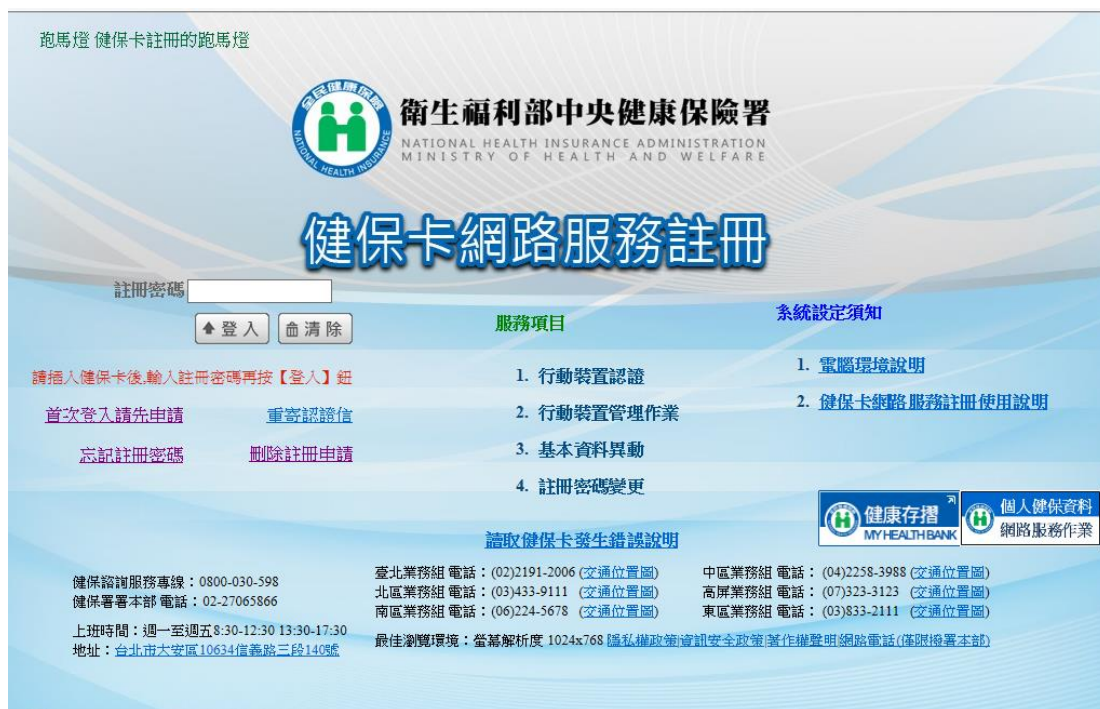 跑馬燈 健保卡註冊的跑馬燈
全民健康保險
NATIONAL HEALTH INSURANCE
衛生福利部中央健康保險署
NATIONAL HEALTH INSURANCE ADMINISTRATION
MINISTRY OF HEALTH AND WELFARE
健保卡網路服務註冊
註冊密碼
登入 清除
請插入健保卡後,輸入註冊密碼再按【登入】鈕
首次登入請先申請 重寄認證信
忘記註冊密碼 刪除註冊申請
服務項目
1. 行動裝置認證
2. 行動裝置管理作業
3. 基本資料異動
4. 註冊密碼變更
讀取健保卡發生錯誤說明
系統設定須知
1. 電腦環境說明
2. 健保卡網路服務註冊使用說明
健康存摺
MY HEALTH BANK
個人健保資料
網路服務作業
健保諮詢服務專線：0800-030-598
健保署署本部 電話：02-27065866
上班時間：週一至週五8:30-12:30 13:30-17:30
地址：台北市大安區10634信義路三段140號
臺北業務組 電話：(02)2191-2006 (交通位置圖) 中區業務組 電話： (04)2258-3988 (交通位置圖)
北區業務組 電話：(03)433-9111 (交通位置圖) 高屏業務組 電話： (07)323-3123 (交通位置圖)
南區業務組 電話：(06)224-5678 (交通位置圖) 東區業務組 電話： (03)833-2111 (交通位置圖)
最佳瀏覽環境：螢幕解析度 1024x768 隱私權政策|資訊安全政策|著作權聲明|網路電話(僅限撥署本部)